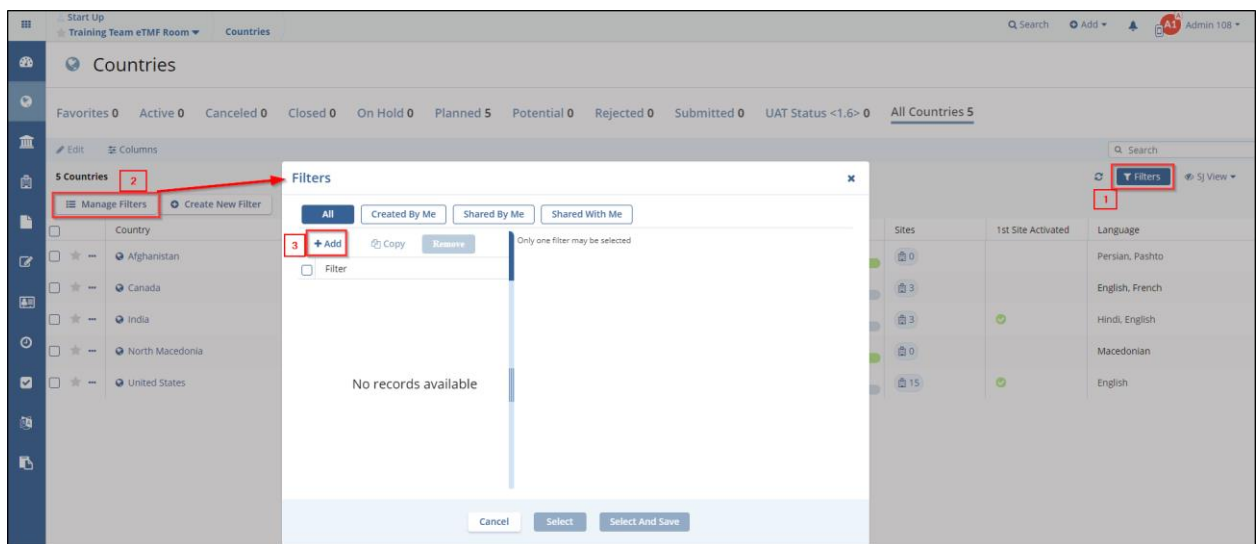 Start Up
Training Team eTMF Room Countries
Search Add A1 A Admin 108
Countries
Favorites 0 Active 0 Canceled 0 Closed 0 On Hold 0 Planned 5 Potential 0 Rejected 0 Submitted 0 UAT Status <1.6> 0 All Countries 5
Edit Columns Search
5 Countries 2 Filters SJ View
Manage Filters Create New Filter 1
Filters
All Created By Me Shared By Me Shared With Me
3 + Add Copy Remove Only one filter may be selected
Filter
No records available
Cancel Select Select And Save
Country Sites 1st Site Activated Language
Afghanistan 0 Persian, Pashto
Canada 3 English, French
India 3 Hindi, English
North Macedonia 0 Macedonian
United States 15 English